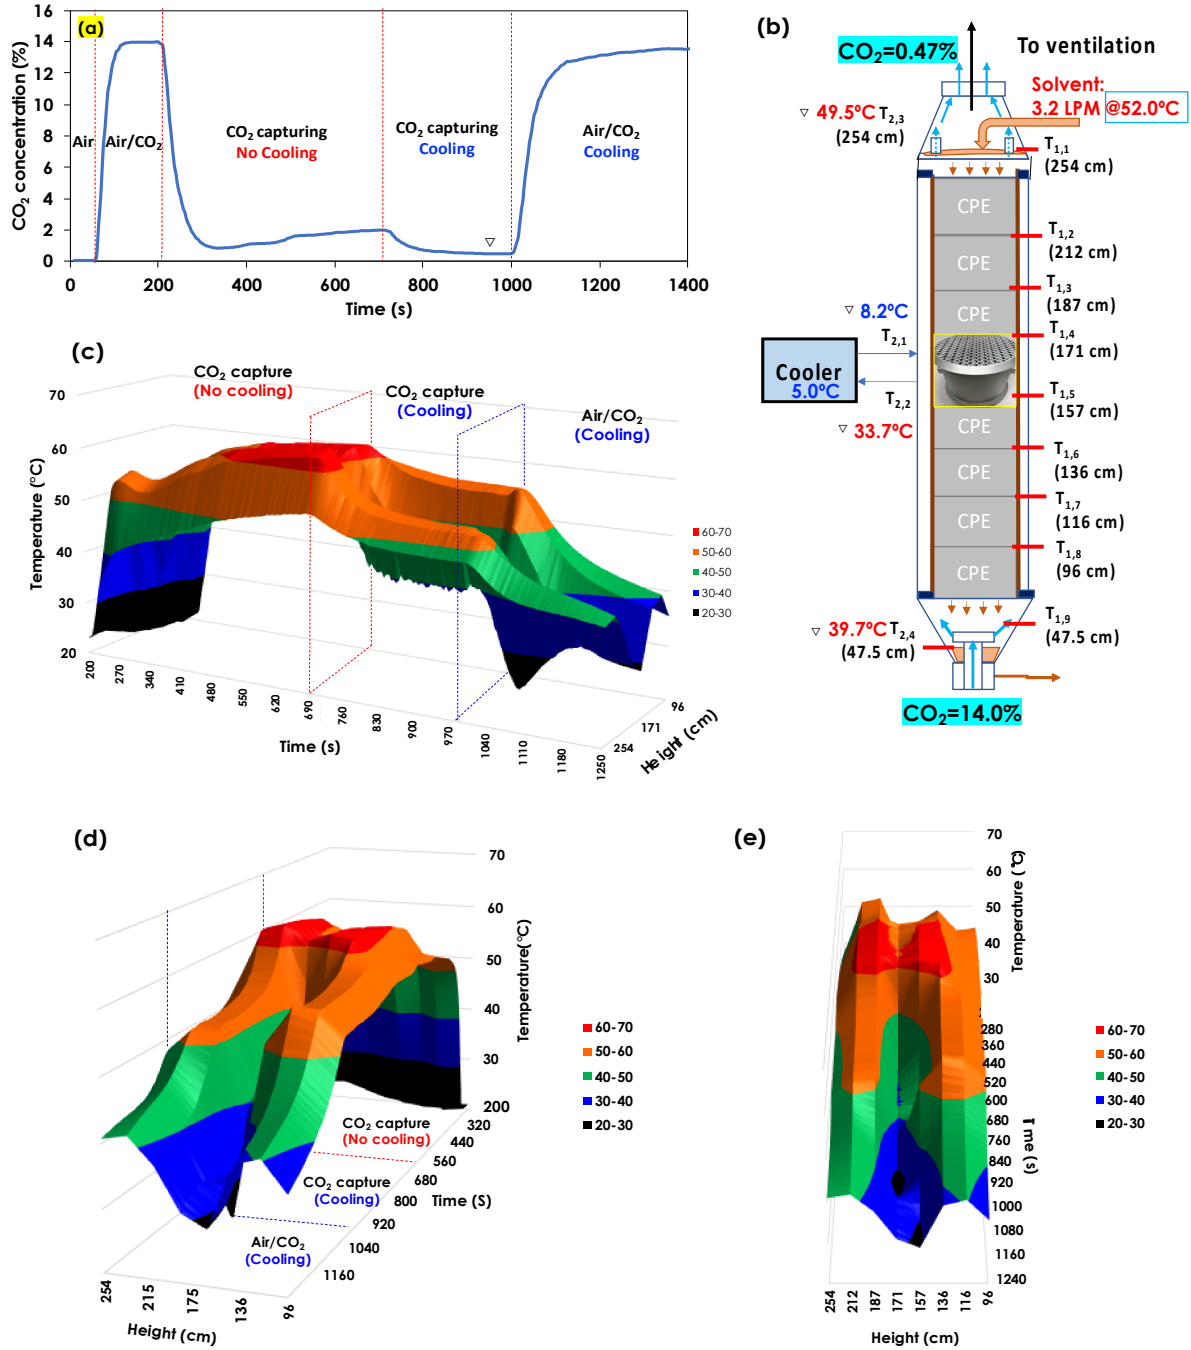 (a)
CO2 concentration (%)
16
14
12
10
8
6
4
2
0
Air
Air/CO2
CO2 capturing
No Cooling
CO2 capturing
Cooling
Air/CO2
Cooling
▽
0 200 400 600 800 1000 1200 1400
Time (s)
(b)
CO2=0.47%
To ventilation
Solvent:
3.2 LPM @52.0ºC
▽ 49.5ºC T2,3
(254 cm)
T1,1
(254 cm)
CPE
T1,2
(212 cm)
CPE
T1,3
(187 cm)
CPE
▽ 8.2ºC
T2,1
T1,4
(171 cm)
Cooler
5.0ºC
T2,2
▽ 33.7ºC
T1,5
(157 cm)
CPE
T1,6
(136 cm)
CPE
T1,7
(116 cm)
CPE
T1,8
(96 cm)
CPE
T1,9
(47.5 cm)
▽ 39.7ºC T2,4
(47.5 cm)
CO2=14.0%
(c)
CO2 capture
(No cooling)
CO2 capture
(Cooling)
Air/CO2
(Cooling)
Temperature (°C)
70
60
50
40
30
20
60-70
50-60
40-50
30-40
20-30
200 270 340 410 480 550 620 690 760 830 900 970 1040 1110 1180 1250
Time (s)
96
171
254
Height (cm)
(d)
70
60
50
40
30
Temperature(°C)
200
320
440
560
680
800
920
1040
1160
Time (S)
CO2 capture
(No cooling)
CO2 capture
(Cooling)
Air/CO2
(Cooling)
254 215 175 136 96
Height (cm)
60-70
50-60
40-50
30-40
20-30
(e)
70
60
50
40
30
Temperature (°C)
280
360
440
520
600
680
760
840
920
1000
1080
1160
1240
Time (s)
254 212 187 171 157 136 116 96
Height (cm)
60-70
50-60
40-50
30-40
20-30